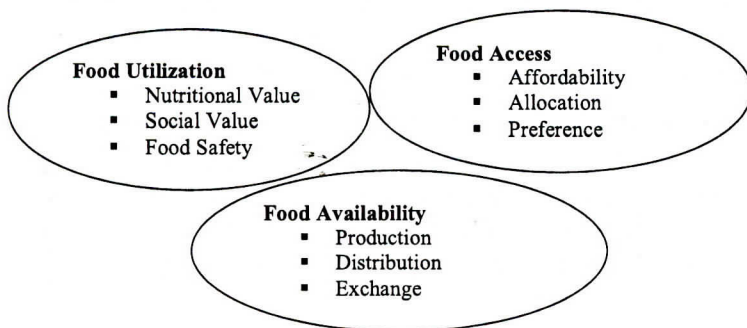 Food Utilization
▪ Nutritional Value
▪ Social Value
▪ Food Safety
Food Access
▪ Affordability
▪ Allocation
▪ Preference
Food Availability
▪ Production
▪ Distribution
▪ Exchange